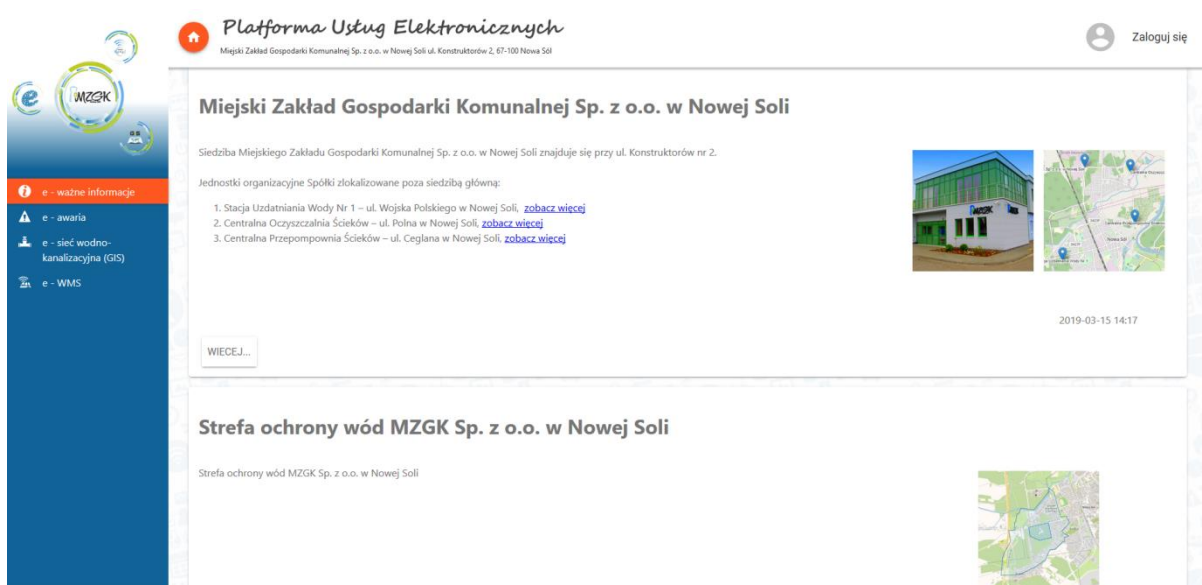 Platforma Usług Elektronicznych
Miejski Zakład Gospodarki Komunalnej Sp. z o.o. w Nowej Soli ul. Konstruktorów 2, 67-100 Nowa Sól
Zaloguj się
e
MZGK
e - ważne informacje
e - awaria
e - sieć wodno-
kanalizacyjna (GIS)
e - WMS
Miejski Zakład Gospodarki Komunalnej Sp. z o.o. w Nowej Soli
Siedziba Miejskiego Zakładu Gospodarki Komunalnej Sp. z o.o. w Nowej Soli znajduje się przy ul. Konstruktorów nr 2.
Jednostki organizacyjne Spółki zlokalizowane poza siedzibą główną:
1. Stacja Uzdatniania Wody Nr 1 – ul. Wojska Polskiego w Nowej Soli, zobacz więcej
2. Centralna Oczyszczalnia Ścieków – ul. Polna w Nowej Soli, zobacz więcej
3. Centralna Przepompownia Ścieków – ul. Ceglana w Nowej Soli, zobacz więcej
MZGK
Nowa Sól
2019-03-15 14:17
WIECEJ...
Strefa ochrony wód MZGK Sp. z o.o. w Nowej Soli
Strefa ochrony wód MZGK Sp. z o.o. w Nowej Soli